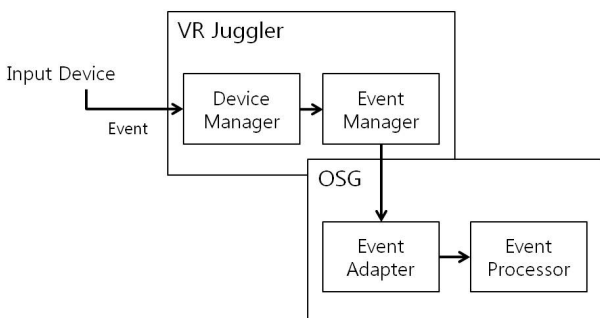 VR Juggler
Input Device
Event
Device
Manager
Event
Manager
OSG
Event
Adapter
Event
Processor